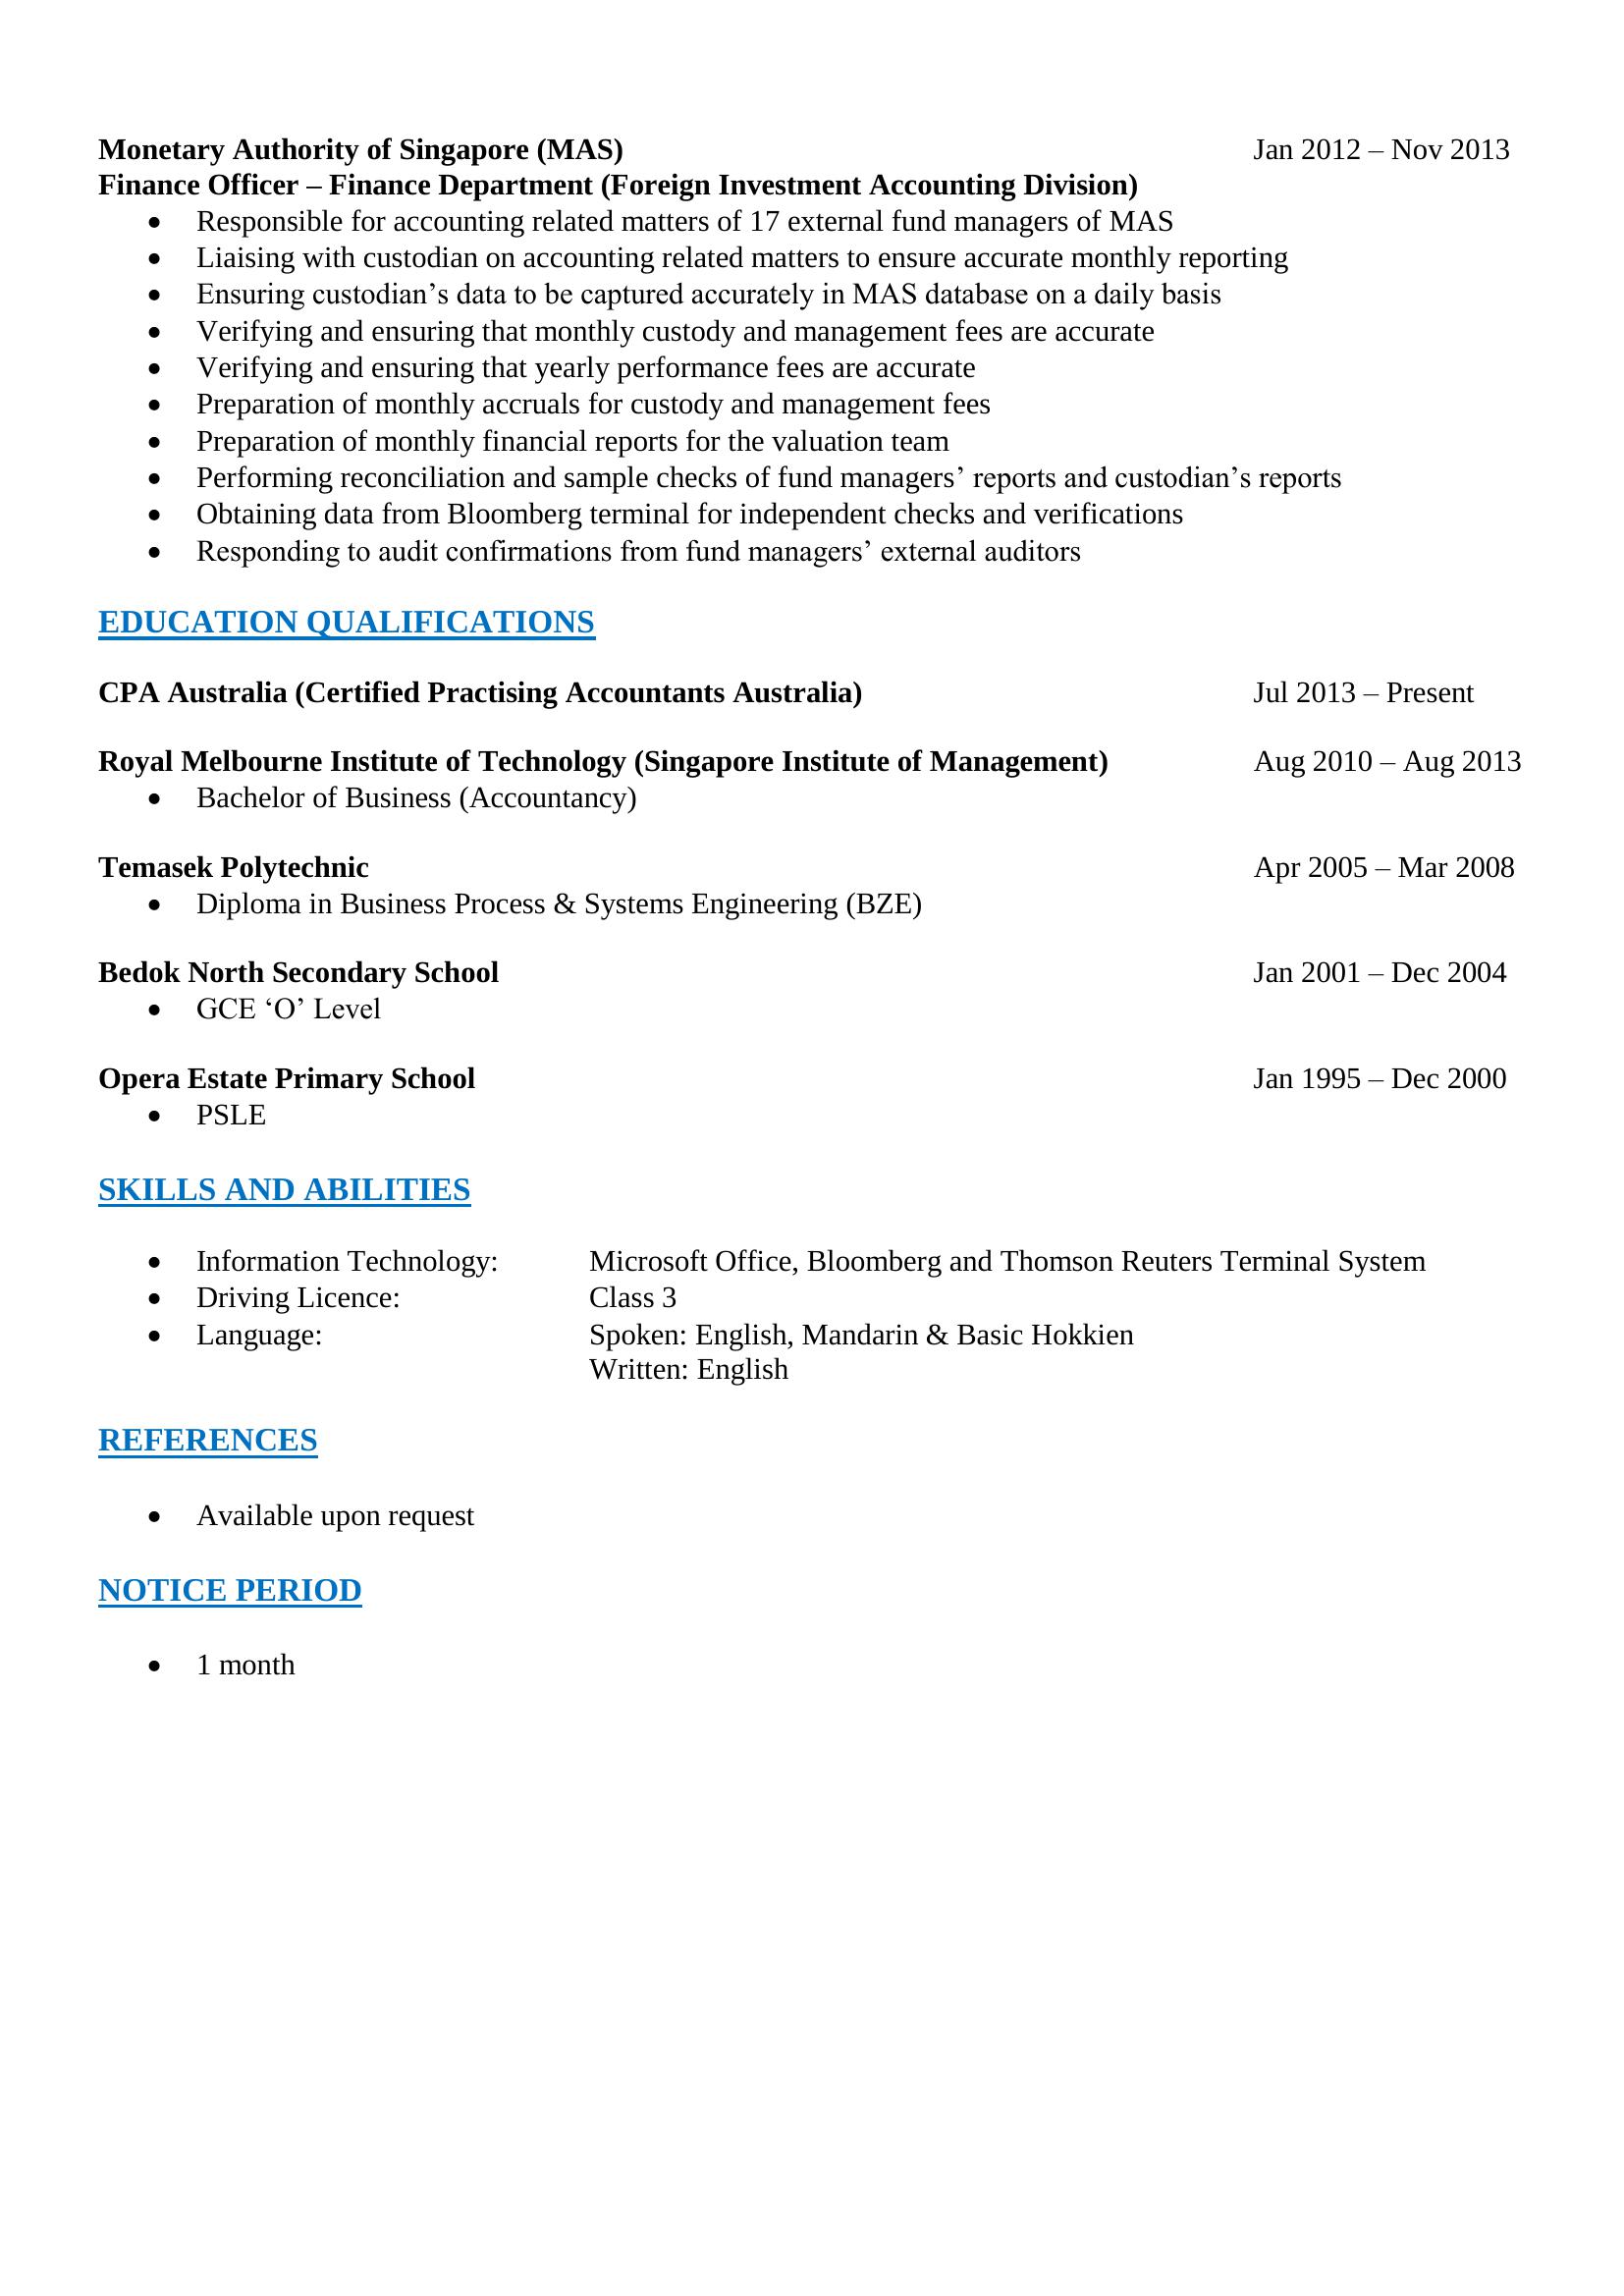 Monetary Authority of Singapore (MAS) Jan 2012 – Nov 2013
Finance Officer – Finance Department (Foreign Investment Accounting Division)
• Responsible for accounting related matters of 17 external fund managers of MAS
• Liaising with custodian on accounting related matters to ensure accurate monthly reporting
• Ensuring custodian’s data to be captured accurately in MAS database on a daily basis
• Verifying and ensuring that monthly custody and management fees are accurate
• Verifying and ensuring that yearly performance fees are accurate
• Preparation of monthly accruals for custody and management fees
• Preparation of monthly financial reports for the valuation team
• Performing reconciliation and sample checks of fund managers’ reports and custodian’s reports
• Obtaining data from Bloomberg terminal for independent checks and verifications
• Responding to audit confirmations from fund managers’ external auditors
EDUCATION QUALIFICATIONS
CPA Australia (Certified Practising Accountants Australia) Jul 2013 – Present
Royal Melbourne Institute of Technology (Singapore Institute of Management) Aug 2010 – Aug 2013
• Bachelor of Business (Accountancy)
Temasek Polytechnic Apr 2005 – Mar 2008
• Diploma in Business Process & Systems Engineering (BZE)
Bedok North Secondary School Jan 2001 – Dec 2004
• GCE ‘O’ Level
Opera Estate Primary School Jan 1995 – Dec 2000
• PSLE
SKILLS AND ABILITIES
• Information Technology: Microsoft Office, Bloomberg and Thomson Reuters Terminal System
• Driving Licence: Class 3
• Language: Spoken: English, Mandarin & Basic Hokkien
Written: English
REFERENCES
• Available upon request
NOTICE PERIOD
• 1 month